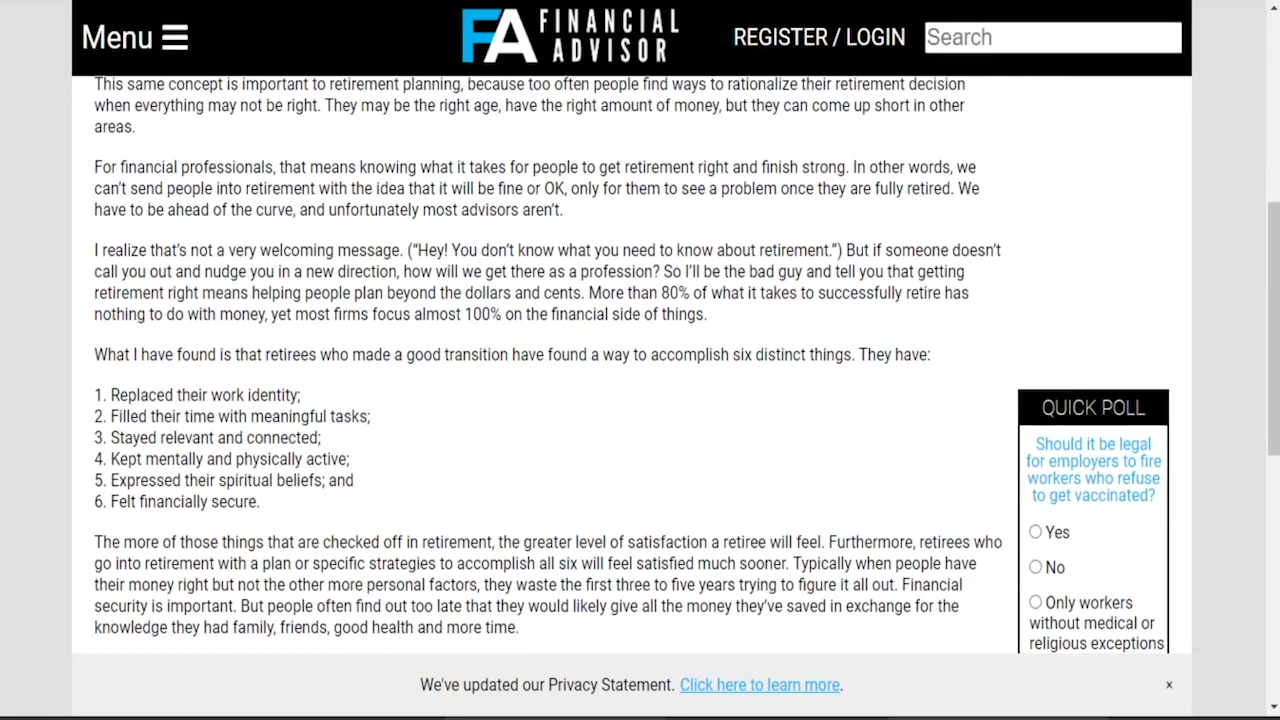 Menu
FA FINANCIAL
ADVISOR
REGISTER / LOGIN
Search
This same concept is important to retirement planning, because too often people find ways to rationalize their retirement decision
when everything may not be right. They may be the right age, have the right amount of money, but they can come up short in other
areas.
For financial professionals, that means knowing what it takes for people to get retirement right and finish strong. In other words, we
can't send people into retirement with the idea that it will be fine or OK, only for them to see a problem once they are fully retired. We
have to be ahead of the curve, and unfortunately most advisors aren't.
I realize that's not a very welcoming message. (“Hey! You don't know what you need to know about retirement.”) But if someone doesn't
call you out and nudge you in a new direction, how will we get there as a profession? So I'll be the bad guy and tell you that getting
retirement right means helping people plan beyond the dollars and cents. More than 80% of what it takes to successfully retire has
nothing to do with money, yet most firms focus almost 100% on the financial side of things.
What I have found is that retirees who made a good transition have found a way to accomplish six distinct things. They have:
1. Replaced their work identity;
2. Filled their time with meaningful tasks;
3. Stayed relevant and connected;
4. Kept mentally and physically active;
5. Expressed their spiritual beliefs; and
6. Felt financially secure.
The more of those things that are checked off in retirement, the greater level of satisfaction a retiree will feel. Furthermore, retirees who
go into retirement with a plan or specific strategies to accomplish all six will feel satisfied much sooner. Typically when people have
their money right but not the other more personal factors, they waste the first three to five years trying to figure it all out. Financial
security is important. But people often find out too late that they would likely give all the money they've saved in exchange for the
knowledge they had family, friends, good health and more time.
QUICK POLL
Should it be legal
for employers to fire
workers who refuse
to get vaccinated?
Yes
No
Only workers
without medical or
religious exceptions
We've updated our Privacy Statement. Click here to learn more.
x